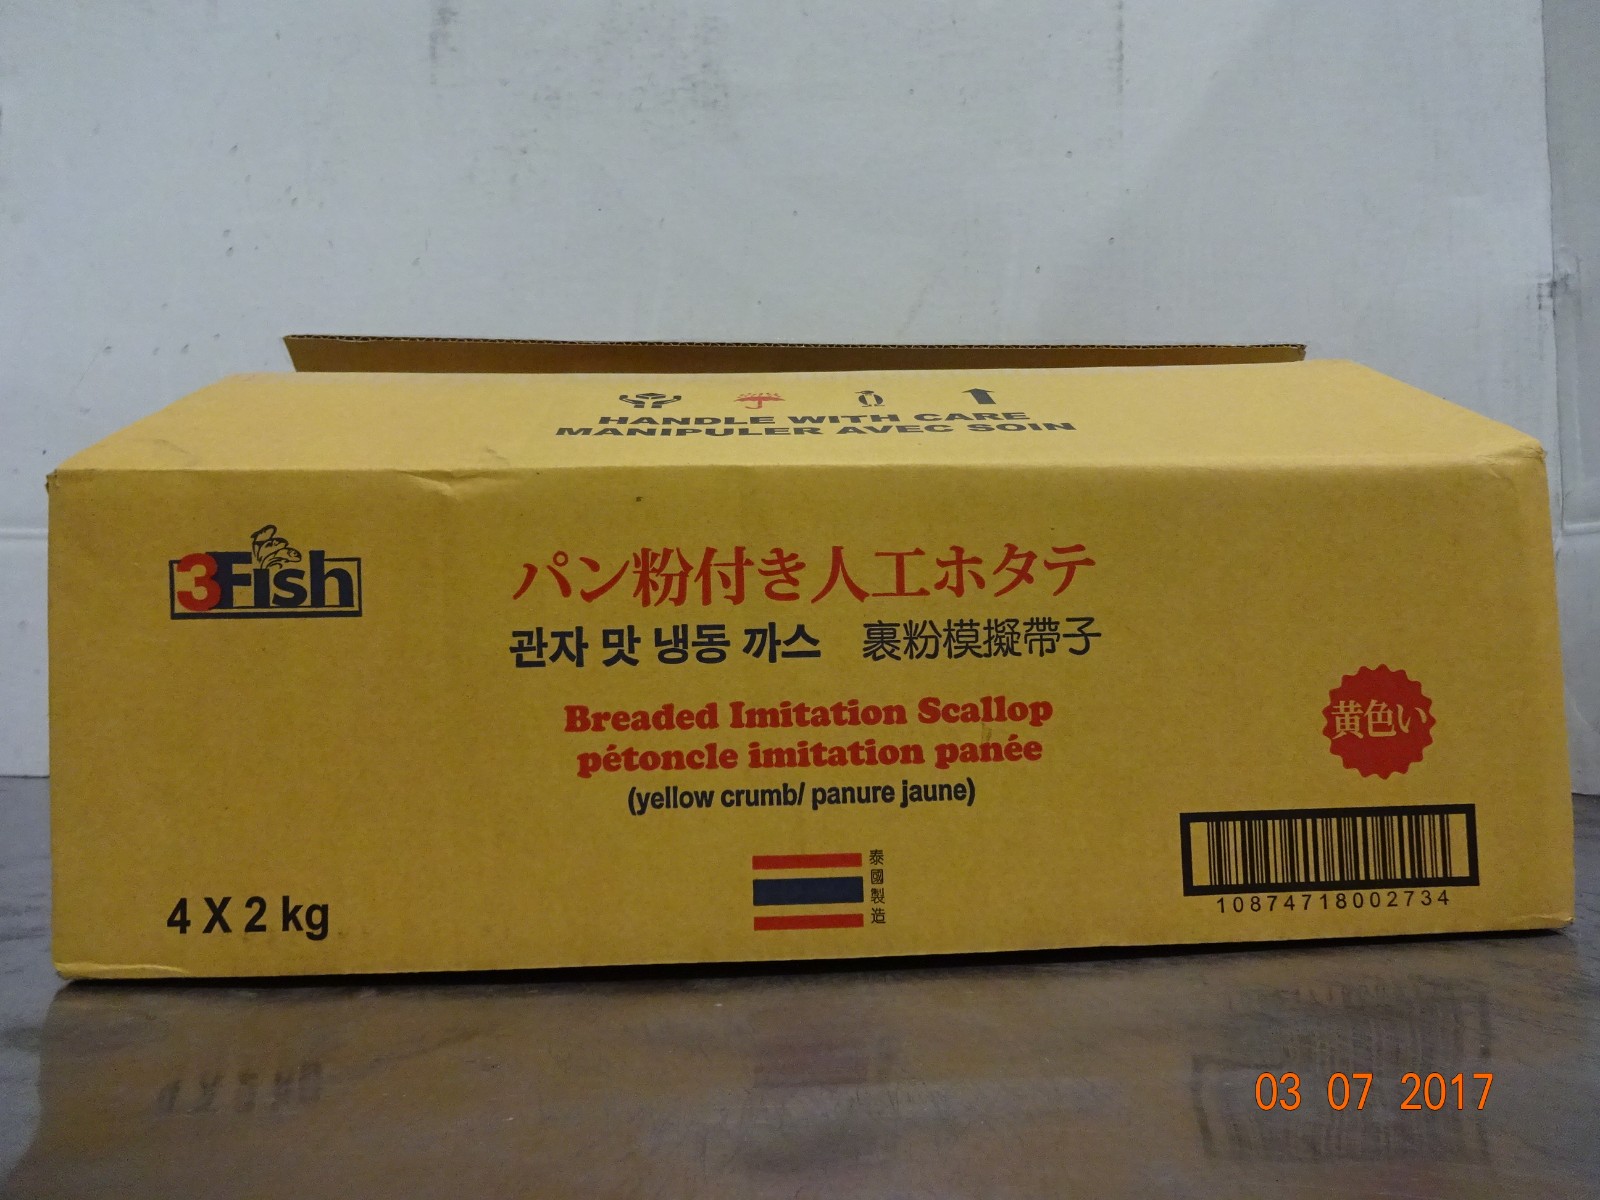 HANDLE WITH CARE
MANIPULER AVEC SOIN
3Fish
パン粉付き人工ホタテ
관자 맛 냉동 까스 裹粉模擬帶子
Breaded Imitation Scallop
pétoncle imitation panée
(yellow crumb/ panure jaune)
黄色い
泰國製造
4 X 2 kg
10874718002734
03 07 2017